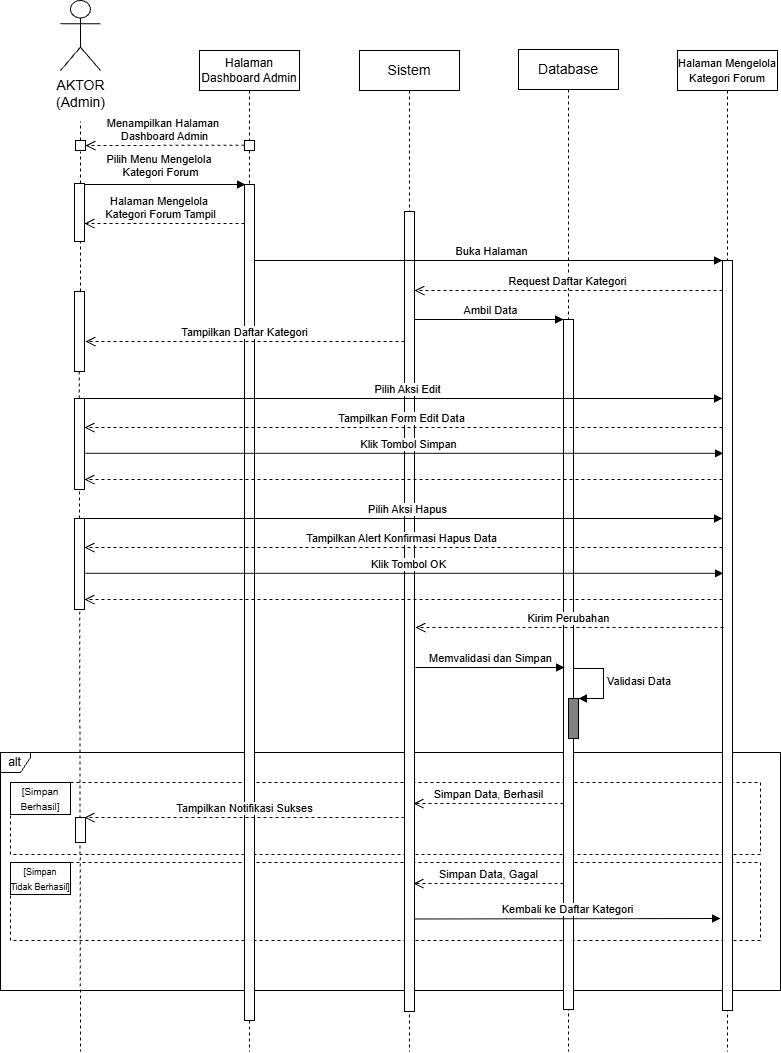 AKTOR
(Admin)
Halaman
Dashboard Admin
Sistem
Database
Halaman Mengelola
Kategori Forum
Menampilkan Halaman
Dashboard Admin
Pilih Menu Mengelola
Kategori Forum
Halaman Mengelola
Kategori Forum Tampil
Buka Halaman
Request Daftar Kategori
Ambil Data
Tampilkan Daftar Kategori
Pilih Aksi Edit
Tampilkan Form Edit Data
Klik Tombol Simpan
Pilih Aksi Hapus
Tampilkan Alert Konfirmasi Hapus Data
Klik Tombol OK
Kirim Perubahan
Memvalidasi dan Simpan
Validasi Data
alt
[Simpan
Berhasil]
Simpan Data, Berhasil
Tampilkan Notifikasi Sukses
[Simpan
Tidak Berhasil]
Simpan Data, Gagal
Kembali ke Daftar Kategori